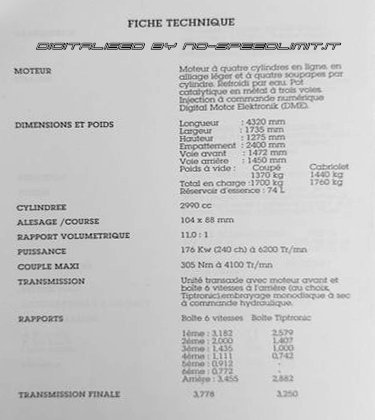 FICHE TECHNIQUE
DIGITALISED BY NO-SPEEDLIMIT.IT
MOTEUR
Moteur à quatre cylindres en ligne, en
alliage léger et à quatre soupapes par
cylindre. Refroidi par eau. Pot
catalytique en métal à trois voies.
Injection à commande numérique
Digital Motor Elektronik (DME).
DIMENSIONS ET POIDS
Longueur : 4320 mm
Largeur : 1735 mm
Hauteur : 1275 mm
Empattement : 2400 mm
Voie avant : 1472 mm
Voie arrière : 1450 mm
Poids à vide : Coupé Cabriolet
1370 kg 1440 kg
Total en charge :1700 kg 1760 kg
Réservoir d'essence : 74 L
CYLINDREE 2990 cc
ALESAGE /COURSE 104 x 88 mm
RAPPORT VOLUMETRIQUE 11.0 : 1
PUISSANCE 176 Kw (240 ch) à 6200 Tr/mn
COUPLE MAXI 305 Nm à 4100 Tr/mn
TRANSMISSION
Unité transaxle avec moteur avant et
boîte 6 vitesses à l'arrière (au choix,
Tiptronic),embrayage monodisque à sec
à commande hydraulique.
RAPPORTS Boîte 6 vitesses Boîte Tiptronic
1ème : 3,182 2,579
2ème : 2,000 1,407
3ème : 1,435 1,000
4ème : 1,111 0,742
5ème : 0,912 -
6ème : 0,772 -
Arrière : 3,455 2,882
TRANSMISSION FINALE 3,778 3,250